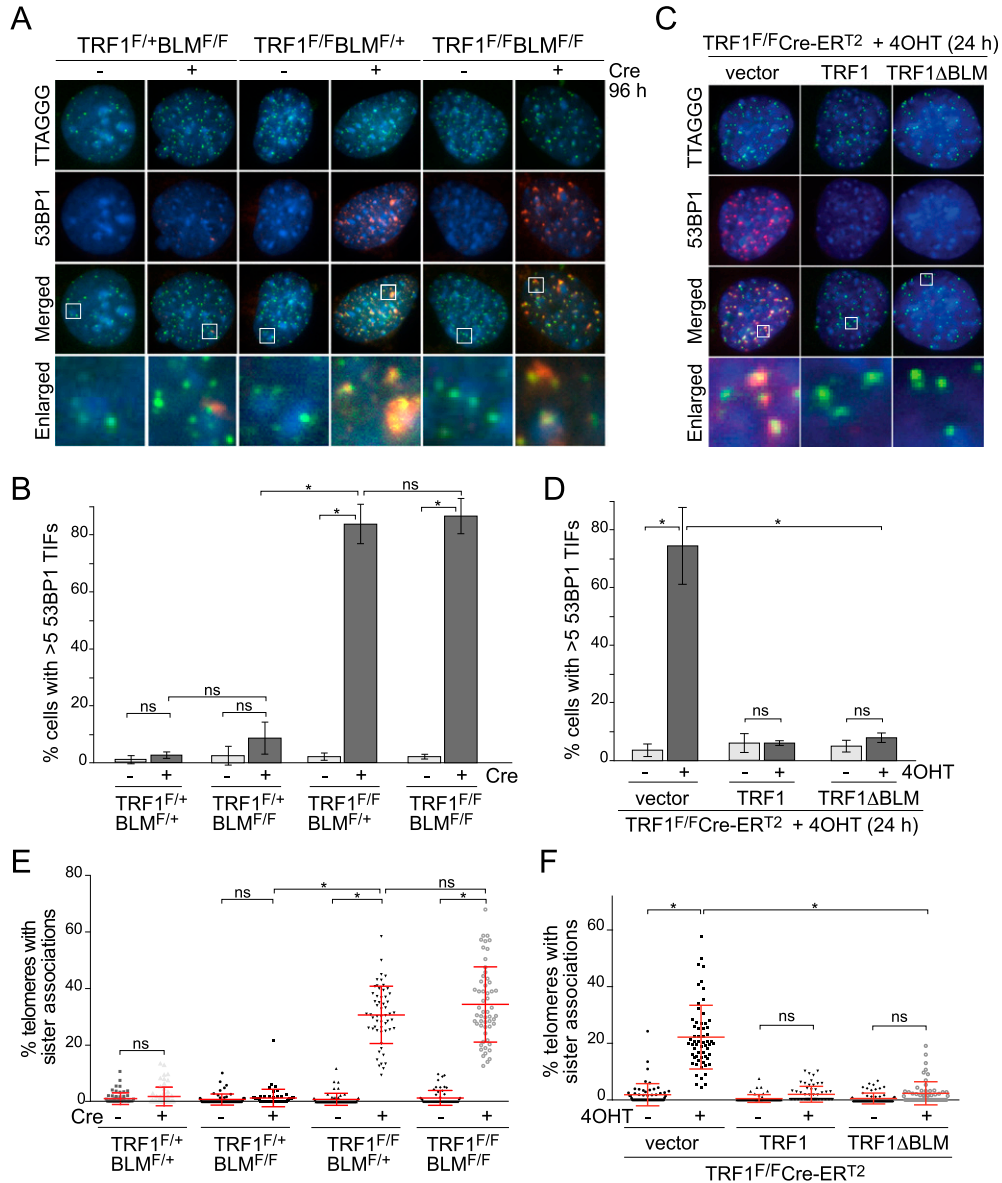 A
TRF1F/+BLMF/F TRF1F/FBLMF/+ TRF1F/FBLMF/F
- + - + - + Cre
96 h
TTAGGG
53BP1
Merged
Enlarged
C
TRF1F/FCre-ERT2 + 4OHT (24 h)
vector TRF1 TRF1ΔBLM
TTAGGG
53BP1
Merged
Enlarged
B
% cells with >5 53BP1 TIFs
80
60
40
20
0
ns ns ns * * ns *
- + - + - + - + Cre
TRF1F/+ TRF1F/+ TRF1F/F TRF1F/F
BLMF/+ BLMF/F BLMF/+ BLMF/F
D
% cells with >5 53BP1 TIFs
80
60
40
20
0
* * ns ns
- + - + - + 4OHT
vector TRF1 TRF1ΔBLM
TRF1F/FCre-ERT2 + 4OHT (24 h)
E
% telomeres with
sister associations
80
60
40
20
0
ns ns * * ns *
Cre - + - + - + - +
TRF1F/+ TRF1F/+ TRF1F/F TRF1F/F
BLMF/+ BLMF/F BLMF/+ BLMF/F
F
% telomeres with
sister associations
60
40
20
0
* * ns ns
4OHT - + - + - +
vector TRF1 TRF1ΔBLM
TRF1F/FCre-ERT2